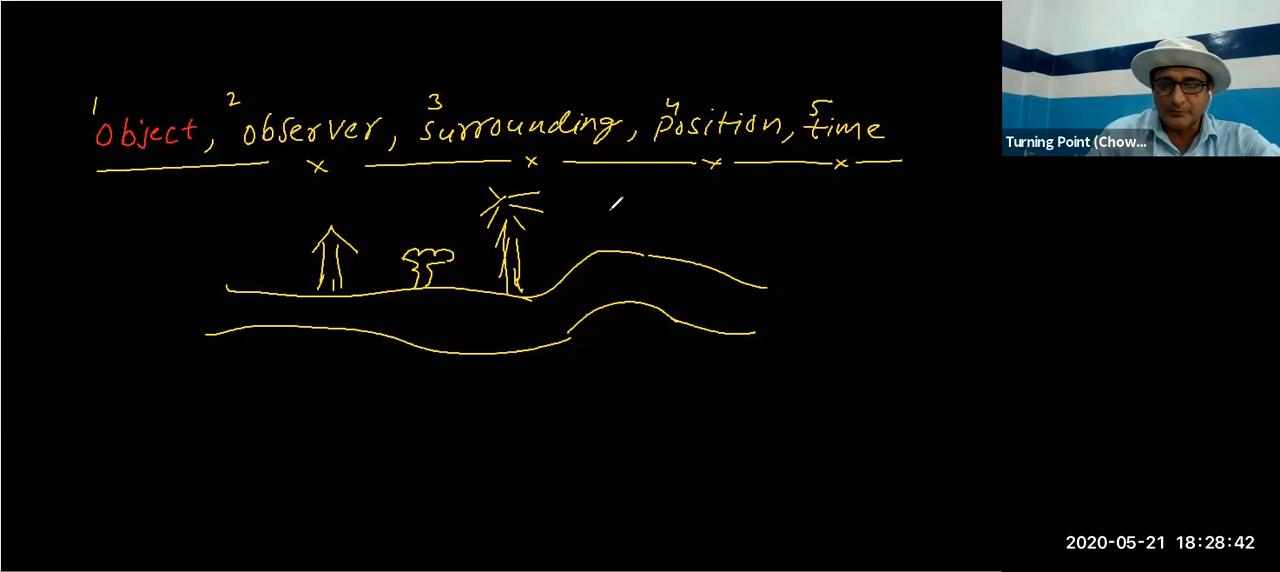 1 2 3 4 5
object, observer, surrounding, position, time
Turning Point (Chow...
2020-05-21 18:28:42